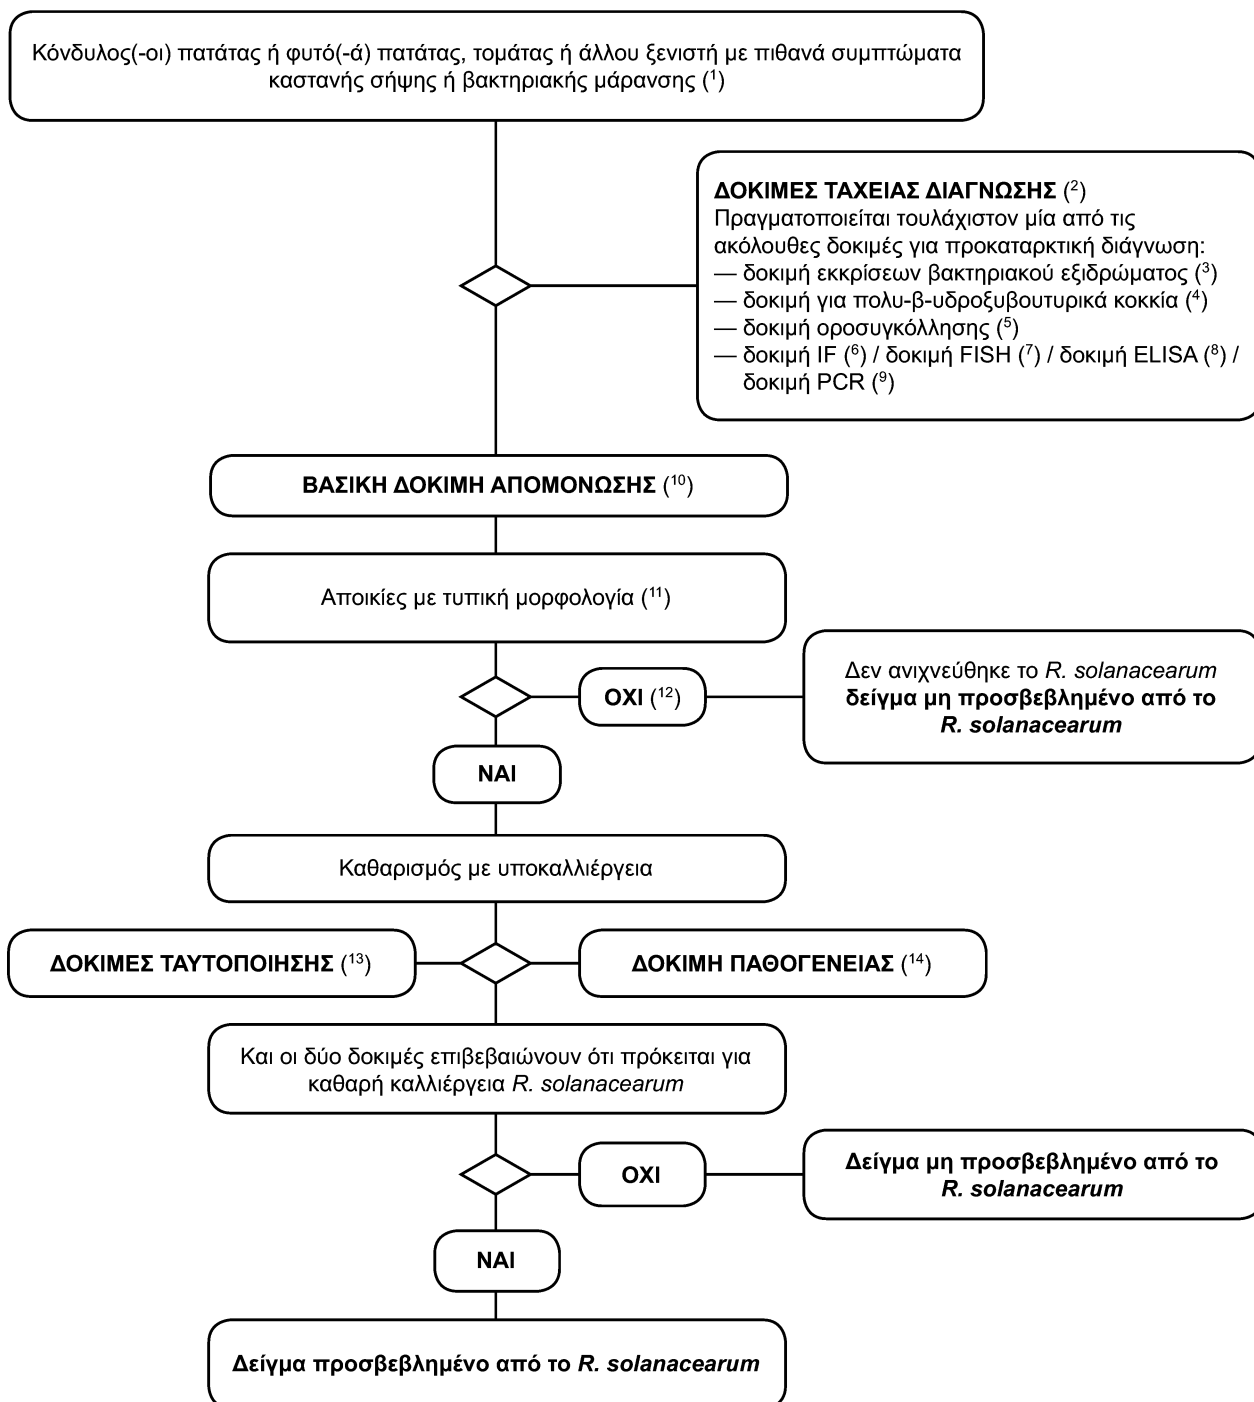 Κόνδυλος(-οι) πατάτας ή φυτό(-ά) πατάτας, τομάτας ή άλλου ξενιστή με πιθανά συμπτώματα
καστανής σήψης ή βακτηριακής μάρανσης (¹)
ΔΟΚΙΜΕΣ ΤΑΧΕΙΑΣ ΔΙΑΓΝΩΣΗΣ (²)
Πραγματοποιείται τουλάχιστον μία από τις
ακόλουθες δοκιμές για προκαταρκτική διάγνωση:
— δοκιμή εκκρίσεων βακτηριακού εξιδρώματος (³)
— δοκιμή για πολυ-β-υδροξυβουτυρικά κοκκία (⁴)
— δοκιμή οροσυγκόλλησης (⁵)
— δοκιμή IF (⁶) / δοκιμή FISH (⁷) / δοκιμή ELISA (⁸) /
δοκιμή PCR (⁹)
ΒΑΣΙΚΗ ΔΟΚΙΜΗ ΑΠΟΜΟΝΩΣΗΣ (¹⁰)
Αποικίες με τυπική μορφολογία (¹¹)
ΟΧΙ (¹²)
Δεν ανιχνεύθηκε το R. solanacearum
δείγμα μη προσβεβλημένο από το
R. solanacearum
ΝΑΙ
Καθαρισμός με υποκαλλιέργεια
ΔΟΚΙΜΕΣ ΤΑΥΤΟΠΟΙΗΣΗΣ (¹³)
ΔΟΚΙΜΗ ΠΑΘΟΓΕΝΕΙΑΣ (¹⁴)
Και οι δύο δοκιμές επιβεβαιώνουν ότι πρόκειται για
καθαρή καλλιέργεια R. solanacearum
ΟΧΙ
Δείγμα μη προσβεβλημένο από το
R. solanacearum
ΝΑΙ
Δείγμα προσβεβλημένο από το R. solanacearum